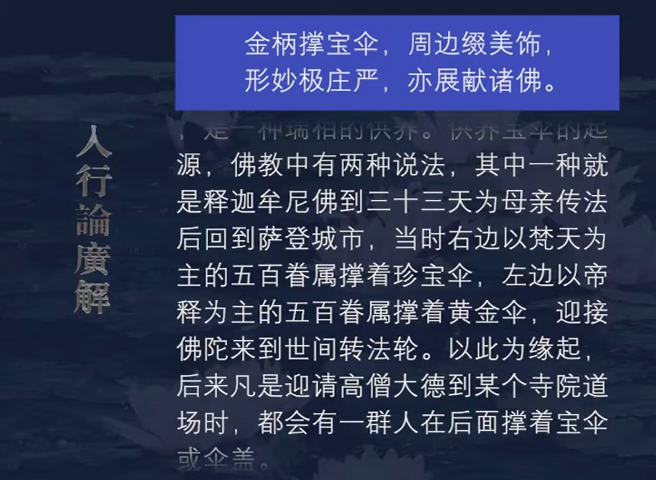 金柄撑宝伞，周边缀美饰，
形妙极庄严，亦展献诸佛。
入行論廣解
，是一种瑞相的供养。供养宝伞的起
源，佛教中有两种说法，其中一种就
是释迦牟尼佛到三十三天为母亲传法
后回到萨登城市，当时右边以梵天为
主的五百眷属撑着珍宝伞，左边以帝
释为主的五百眷属撑着黄金伞，迎接
佛陀来到世间转法轮。以此为缘起，
后来凡是迎请高僧大德到某个寺院道
场时，都会有一群人在后面撑着宝伞
或伞盖。